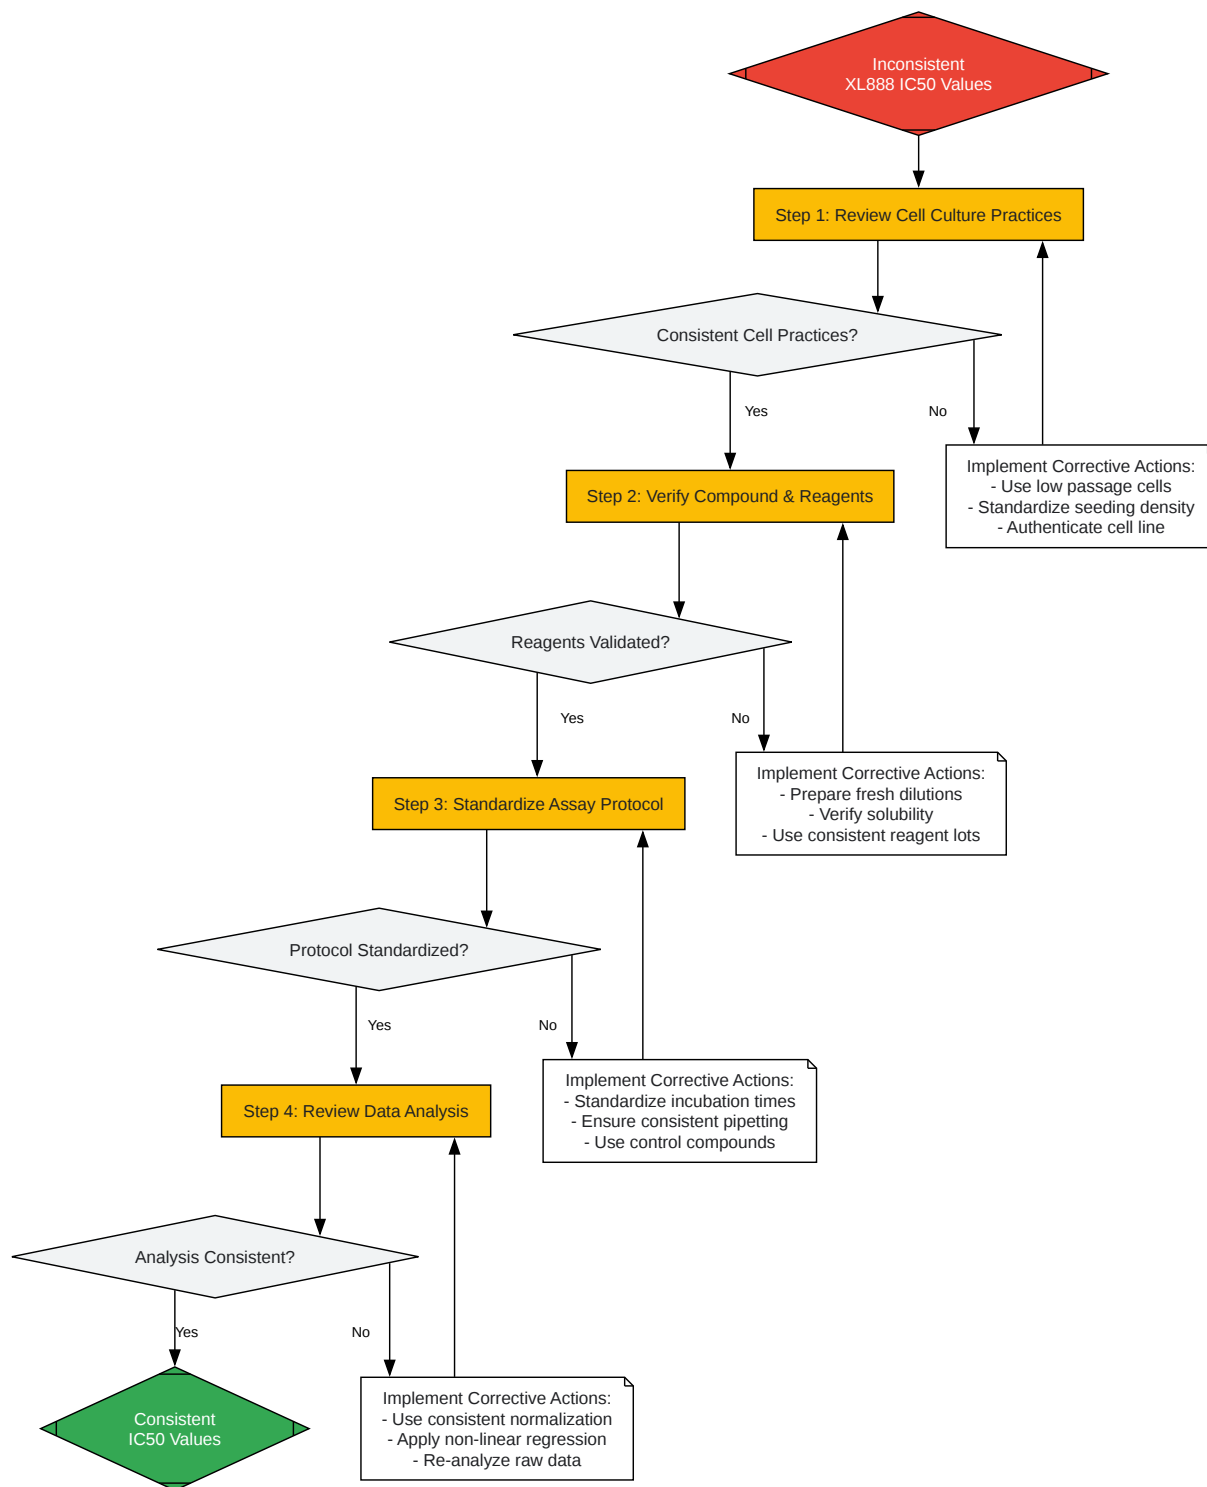 Inconsistent
XL888 IC50 Values
Step 1: Review Cell Culture Practices
Consistent Cell Practices?
Yes
No
Implement Corrective Actions:
- Use low passage cells
- Standardize seeding density
- Authenticate cell line
Step 2: Verify Compound & Reagents
Reagents Validated?
Yes
No
Implement Corrective Actions:
- Prepare fresh dilutions
- Verify solubility
- Use consistent reagent lots
Step 3: Standardize Assay Protocol
Protocol Standardized?
Yes
No
Implement Corrective Actions:
- Standardize incubation times
- Ensure consistent pipetting
- Use control compounds
Step 4: Review Data Analysis
Analysis Consistent?
Yes
No
Implement Corrective Actions:
- Use consistent normalization
- Apply non-linear regression
- Re-analyze raw data
Consistent
IC50 Values